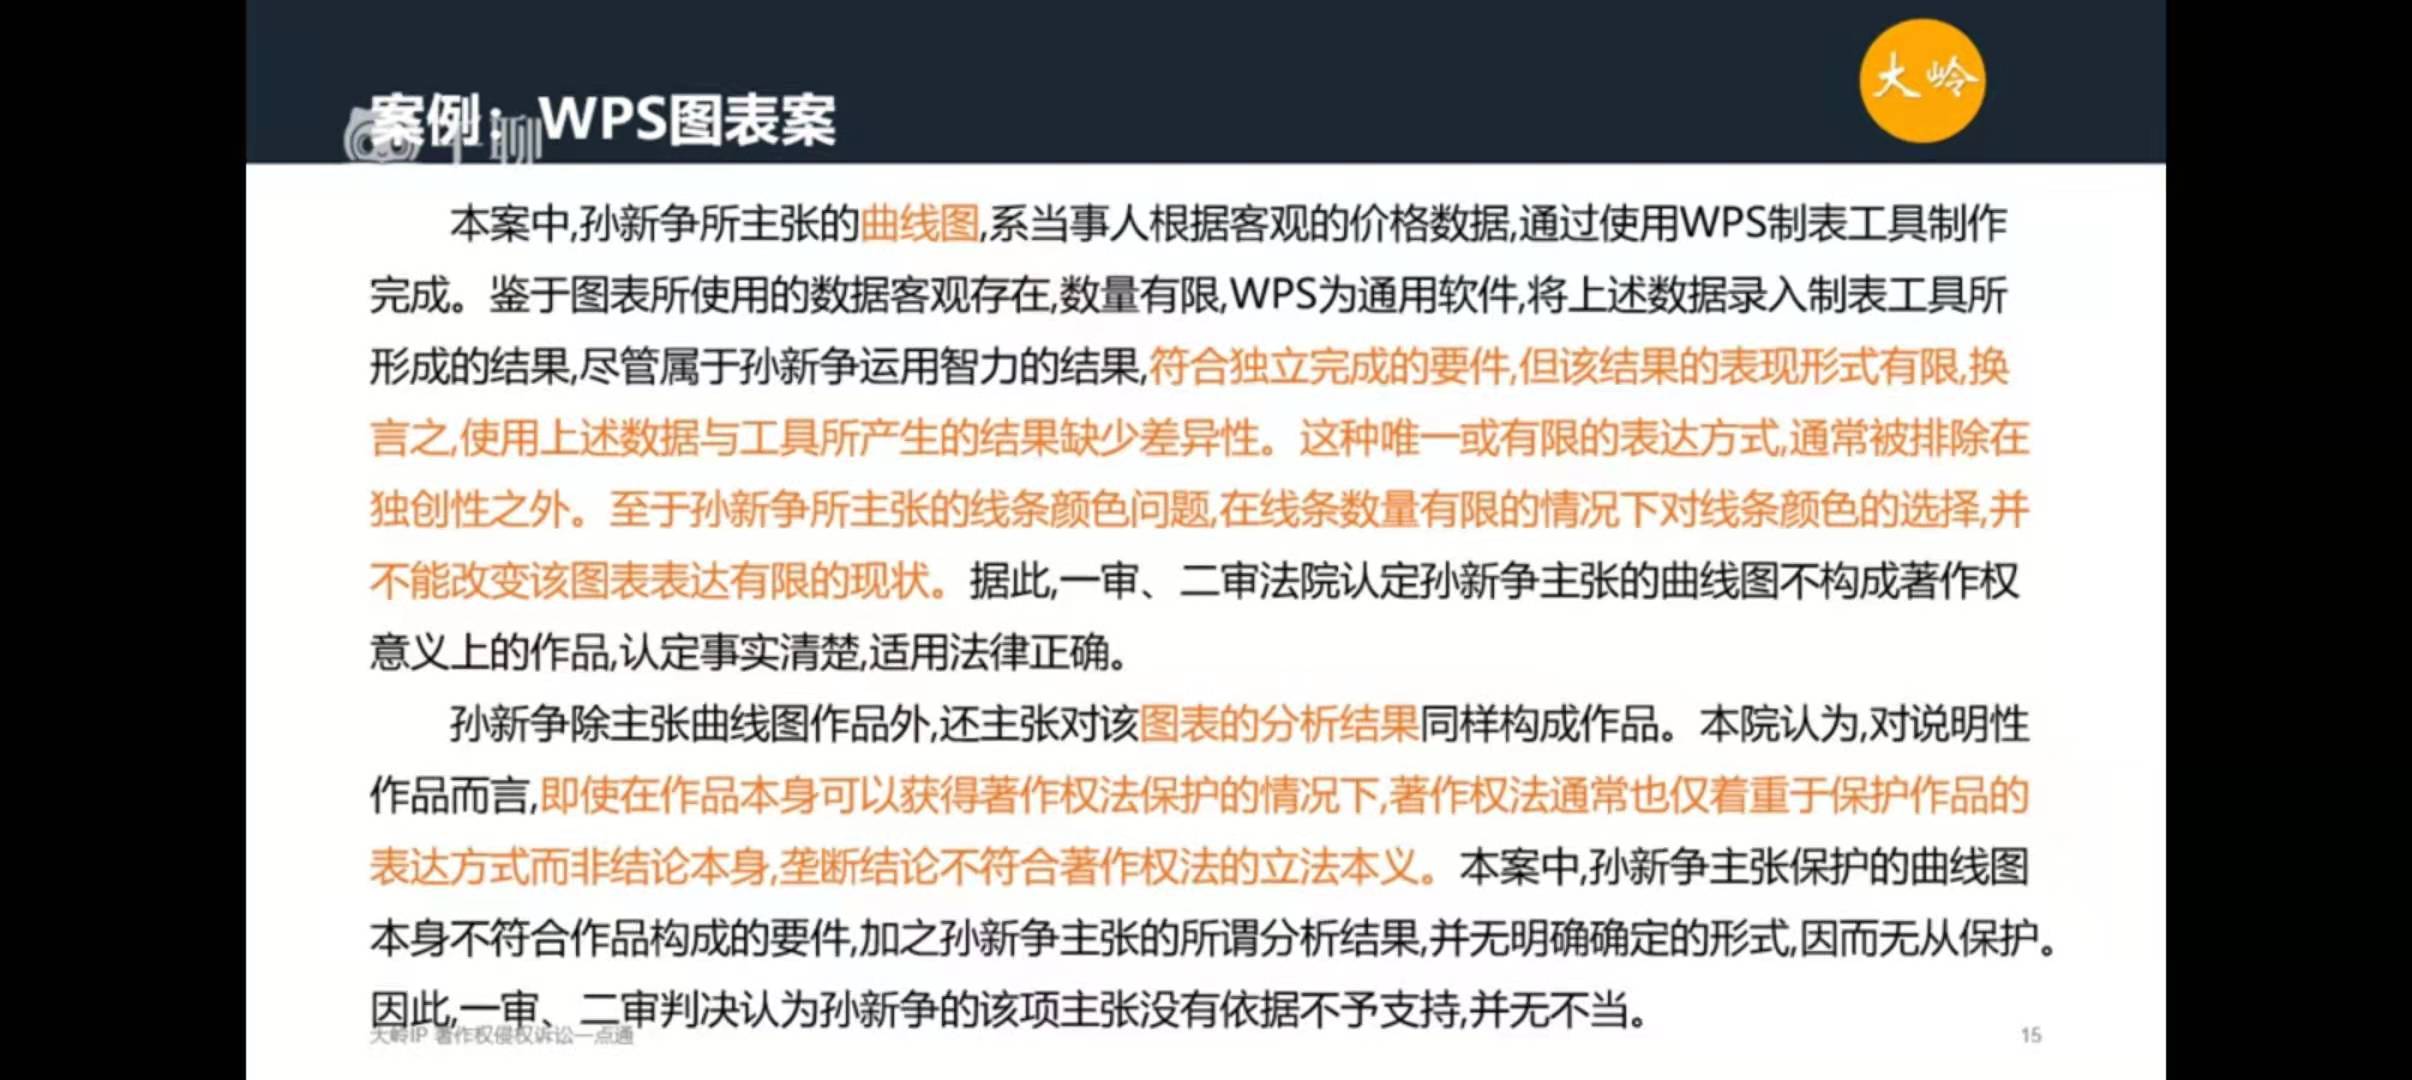 大岭
案例：WPS图表案
千聊
本案中,孙新争所主张的曲线图,系当事人根据客观的价格数据,通过使用WPS制表工具制作
完成。鉴于图表所使用的数据客观存在,数量有限,WPS为通用软件,将上述数据录入制表工具所
形成的结果,尽管属于孙新争运用智力的结果,符合独立完成的要件,但该结果的表现形式有限,换
言之,使用上述数据与工具所产生的结果缺少差异性。这种唯一或有限的表达方式,通常被排除在
独创性之外。至于孙新争所主张的线条颜色问题,在线条数量有限的情况下对线条颜色的选择,并
不能改变该图表表达有限的现状。据此,一审、二审法院认定孙新争主张的曲线图不构成著作权
意义上的作品,认定事实清楚,适用法律正确。
孙新争除主张曲线图作品外,还主张对该图表的分析结果同样构成作品。本院认为,对说明性
作品而言,即使在作品本身可以获得著作权法保护的情况下,著作权法通常也仅着重于保护作品的
表达方式而非结论本身,垄断结论不符合著作权法的立法本义。本案中,孙新争主张保护的曲线图
本身不符合作品构成的要件,加之孙新争主张的所谓分析结果,并无明确确定的形式,因而无从保护。
因此,一审、二审判决认为孙新争的该项主张没有依据不予支持,并无不当。
大岭IP 著作权侵权诉讼一点通
15